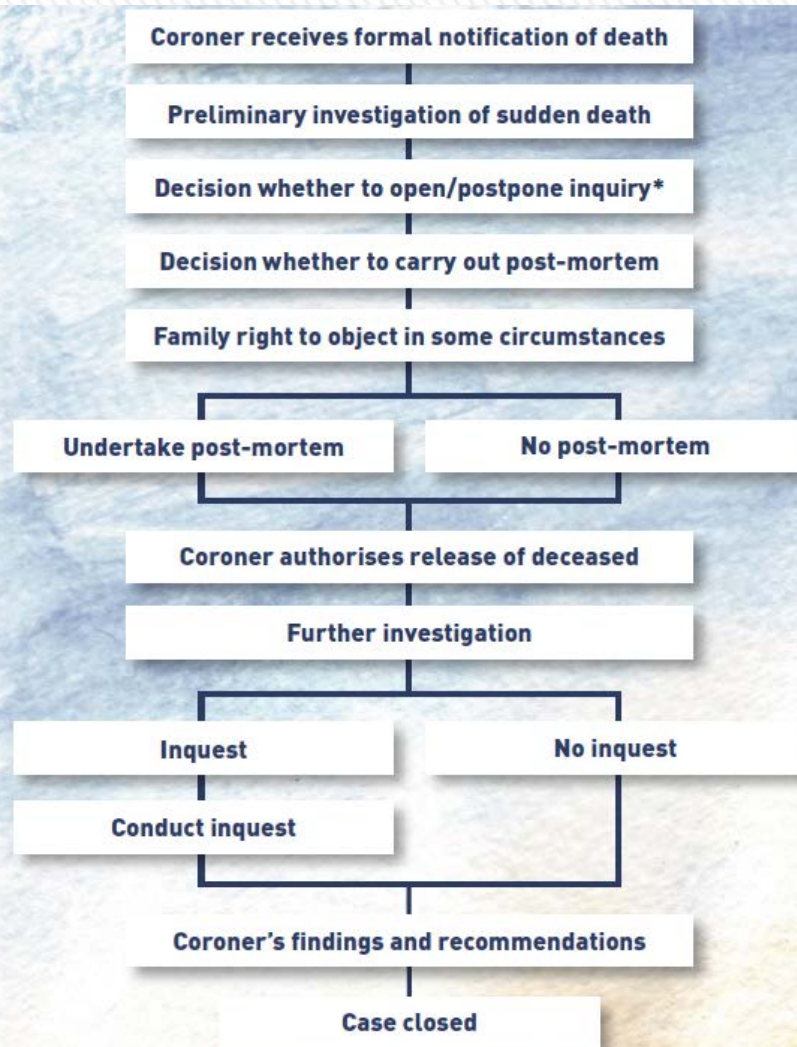 Coroner receives formal notification of death
Preliminary investigation of sudden death
Decision whether to open/postpone inquiry*
Decision whether to carry out post-mortem
Family right to object in some circumstances
Undertake post-mortem
No post-mortem
Coroner authorises release of deceased
Further investigation
Inquest
No inquest
Conduct inquest
Coroner’s findings and recommendations
Case closed